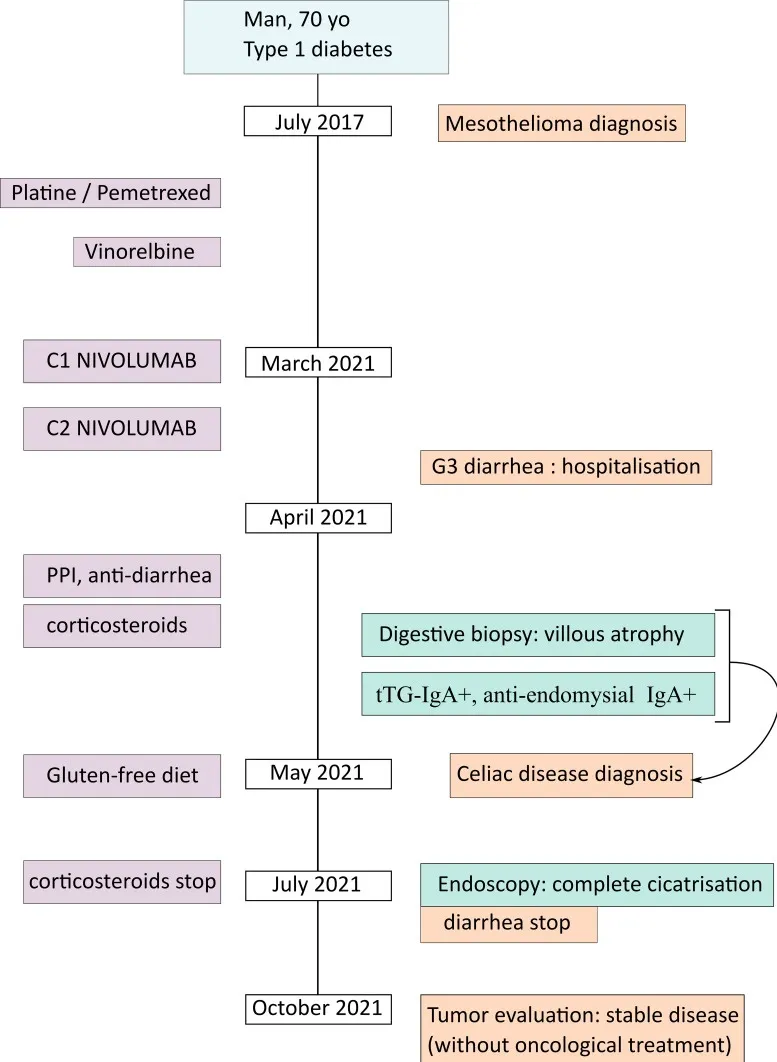 Man, 70 yo
Type 1 diabetes
July 2017
Mesothelioma diagnosis
Platine / Pemetrexed
Vinorelbine
C1 NIVOLUMAB
March 2021
C2 NIVOLUMAB
G3 diarrhea : hospitalisation
April 2021
PPI, anti-diarrhea
corticosteroids
Digestive biopsy: villous atrophy
tTG-IgA+, anti-endomysial IgA+
Gluten-free diet
May 2021
Celiac disease diagnosis
corticosteroids stop
July 2021
Endoscopy: complete cicatrisation
diarrhea stop
October 2021
Tumor evaluation: stable disease
(without oncological treatment)